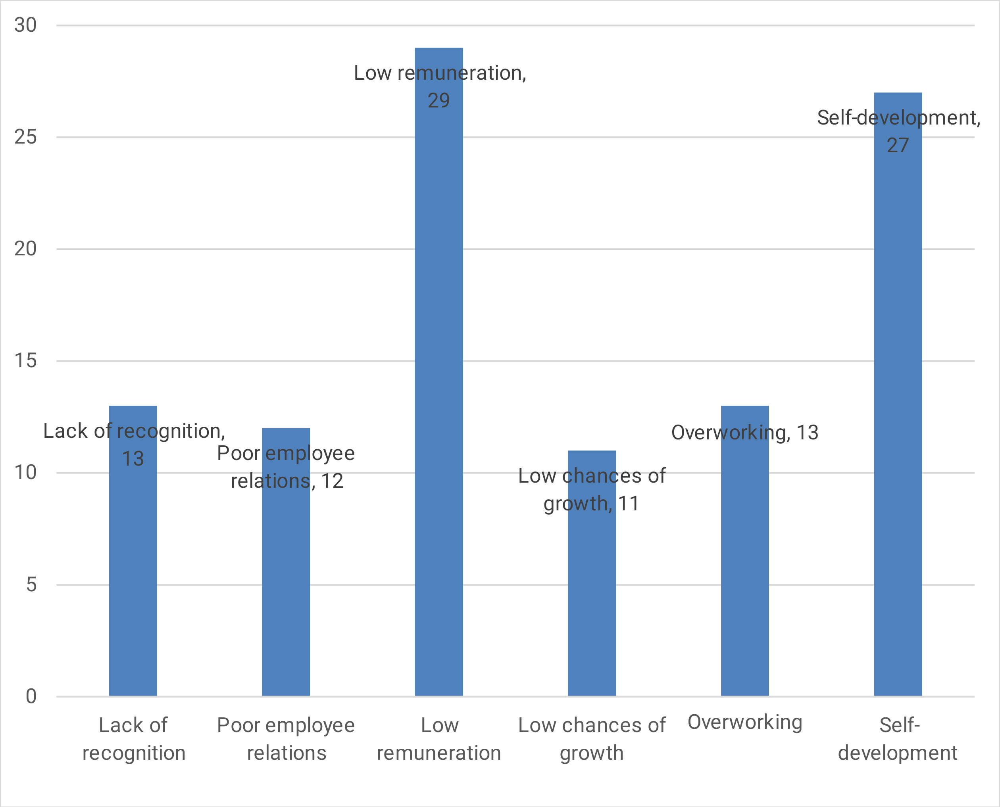 30
25
20
15
10
5
0
Lack of recognition,
13
Poor employee
relations, 12
Low remuneration,
29
Low chances of
growth, 11
Overworking, 13
Self-development,
27
Lack of
recognition
Poor employee
relations
Low
remuneration
Low chances of
growth
Overworking
Self-
development